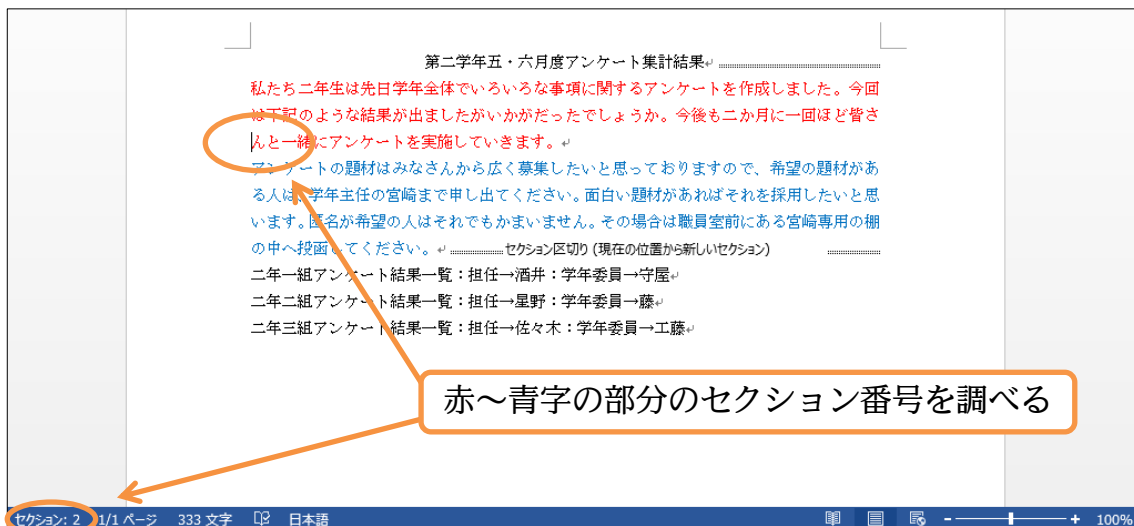 第二学年五・六月度アンケート集計結果
私たち二年生は先日学年全体でいろいろな事項に関するアンケートを作成しました。今回
は下記のような結果が出ましたがいかがだったでしょうか。今後も二か月に一回ほど皆さ
んと一緒にアンケートを実施していきます。
アンケートの題材はみなさんから広く募集したいと思っておりますので、希望の題材があ
る人は、学年主任の宮崎まで申し出てください。面白い題材があればそれを採用したいと思
います。匿名が希望の人はそれでもかまいません。その場合は職員室前にある宮崎専用の棚
の中へ投函してください。 セクション区切り (現在の位置から新しいセクション)
二年一組アンケート結果一覧：担任→酒井：学年委員→守屋
二年二組アンケート結果一覧：担任→星野：学年委員→藤
二年三組アンケート結果一覧：担任→佐々木：学年委員→工藤
赤～青字の部分のセクション番号を調べる
セクション: 2 1/1 ページ 333 文字 日本語 100%